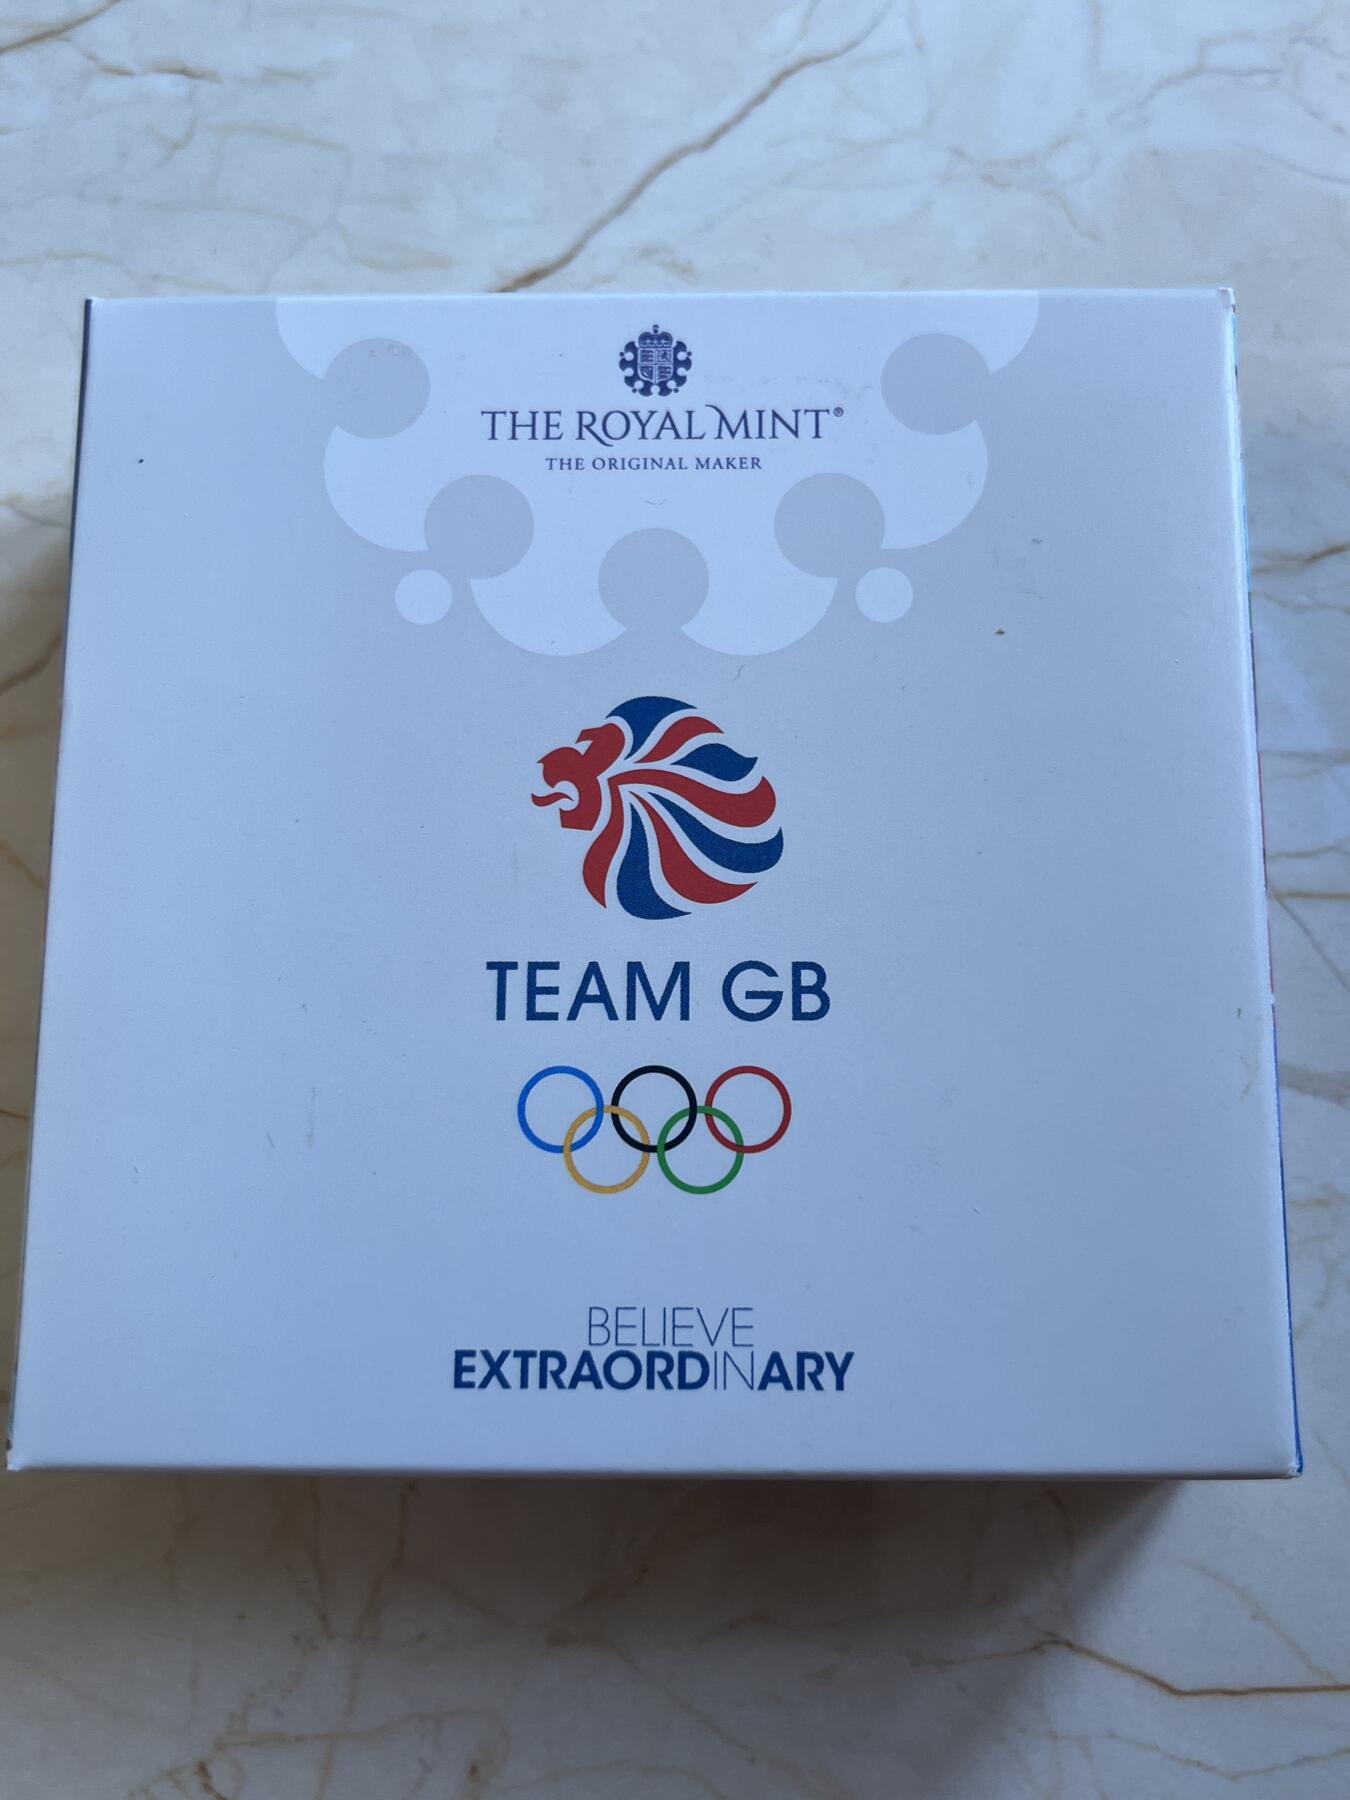 THE ROYAL MINT®
THE ORIGINAL MAKER
TEAM GB
BELIEVE
EXTRAORDINARY